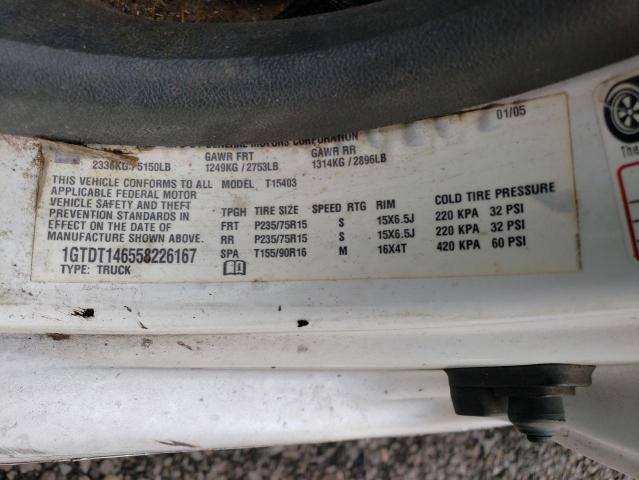 01/05
GENERAL MOTORS CORPORATION
GAWR FRT GAWR RR
2336KG / 5150LB 1249KG / 2753LB 1314KG / 2896LB
THIS VEHICLE CONFORMS TO ALL MODEL T15403
APPLICABLE FEDERAL MOTOR
VEHICLE SAFETY AND THEFT
PREVENTION STANDARDS IN
EFFECT ON THE DATE OF
MANUFACTURE SHOWN ABOVE.
1GTDT146558226167
TYPE: TRUCK
TPGH TIRE SIZE SPEED RTG RIM COLD TIRE PRESSURE
FRT P235/75R15 S 15X6.5J 220 KPA 32 PSI
RR P235/75R15 S 15X6.5J 220 KPA 32 PSI
SPA T155/90R16 M 16X4T 420 KPA 60 PSI
The